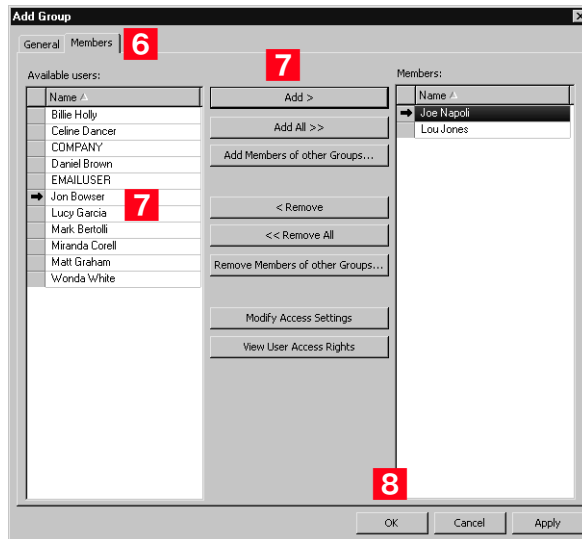 Add Group
General Members 6
Available users:
Name
Billie Holly
Celine Dancer
COMPANY
Daniel Brown
EMAILUSER
Jon Bowser
Lucy Garcia
Mark Bertolli
Miranda Corell
Matt Graham
Wonda White
7
7
Add >
Add All >>
Add Members of other Groups...
< Remove
<< Remove All
Remove Members of other Groups...
Modify Access Settings
View User Access Rights
Members:
Name
Joe Napoli
Lou Jones
8
OK Cancel Apply